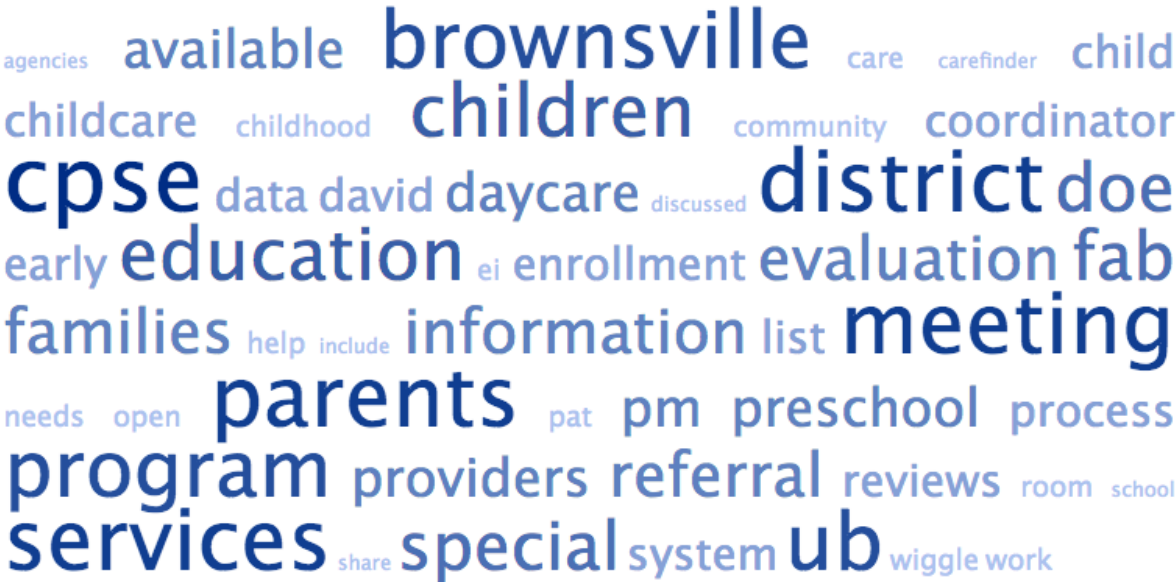 agencies available brownsville care carefinder child
childcare childhood children community coordinator
cpse data david daycare discussed district doe
early education ei enrollment evaluation fab
families help include information list meeting
needs open parents pat pm preschool process
program providers referral reviews room school
services share special system ub wiggle work